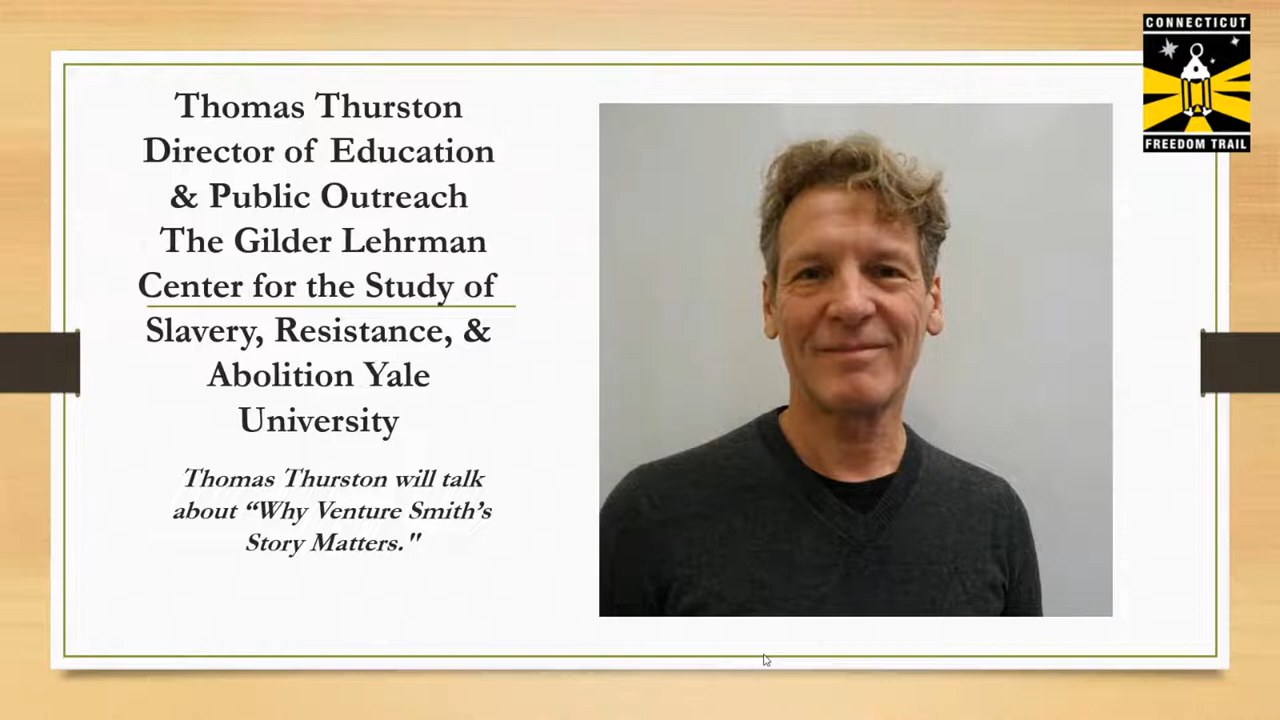 Thomas Thurston
Director of Education
& Public Outreach
The Gilder Lehrman
Center for the Study of
Slavery, Resistance, &
Abolition Yale
University
Thomas Thurston will talk
about “Why Venture Smith’s
Story Matters."
CONNECTICUT
FREEDOM TRAIL